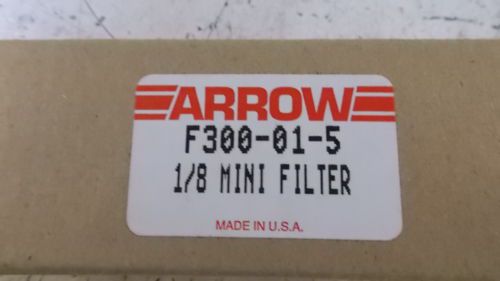 ARROW
F300-01-5
1/8 MINI FILTER
MADE IN U.S.A.